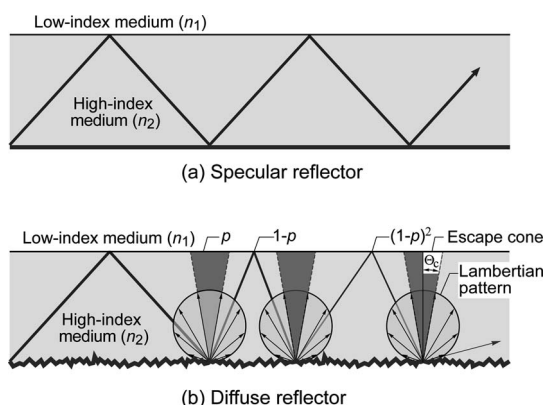 Low-index medium (n₁)
High-index
medium (n₂)
(a) Specular reflector
Low-index medium (n₁) p 1-p (1-p)² Escape cone
Θc
Lambertian
pattern
High-index
medium (n₂)
(b) Diffuse reflector